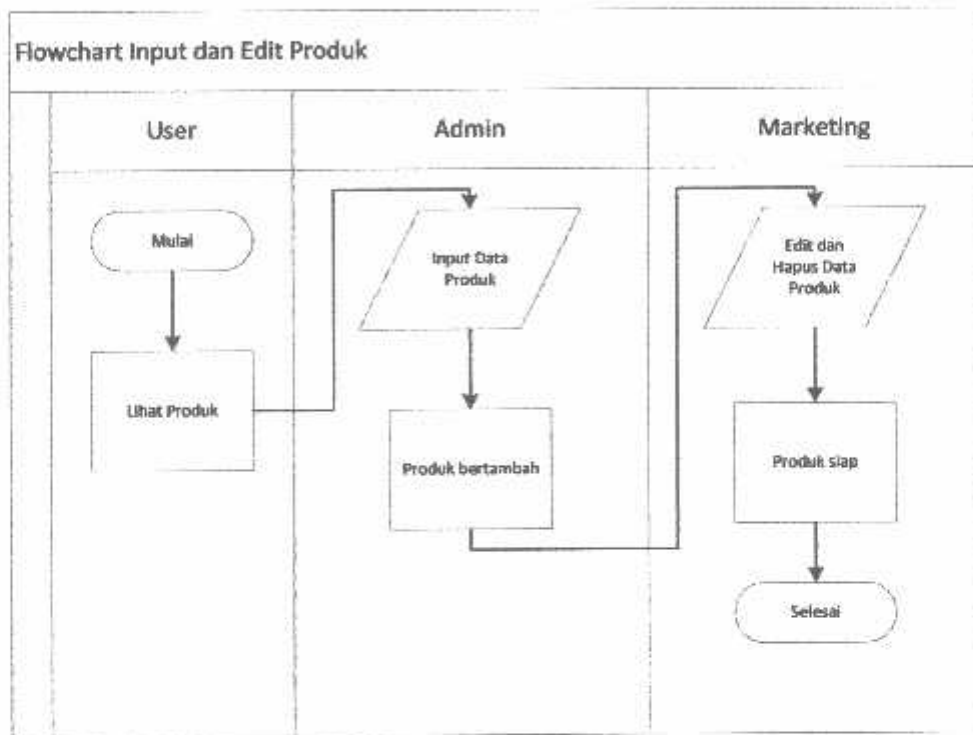 Flowchart Input dan Edit Produk
User
Admin
Marketing
Mulai
Lihat Produk
Input Data
Produk
Produk bertambah
Edit dan
Hapus Data
Produk
Produk siap
Selesai